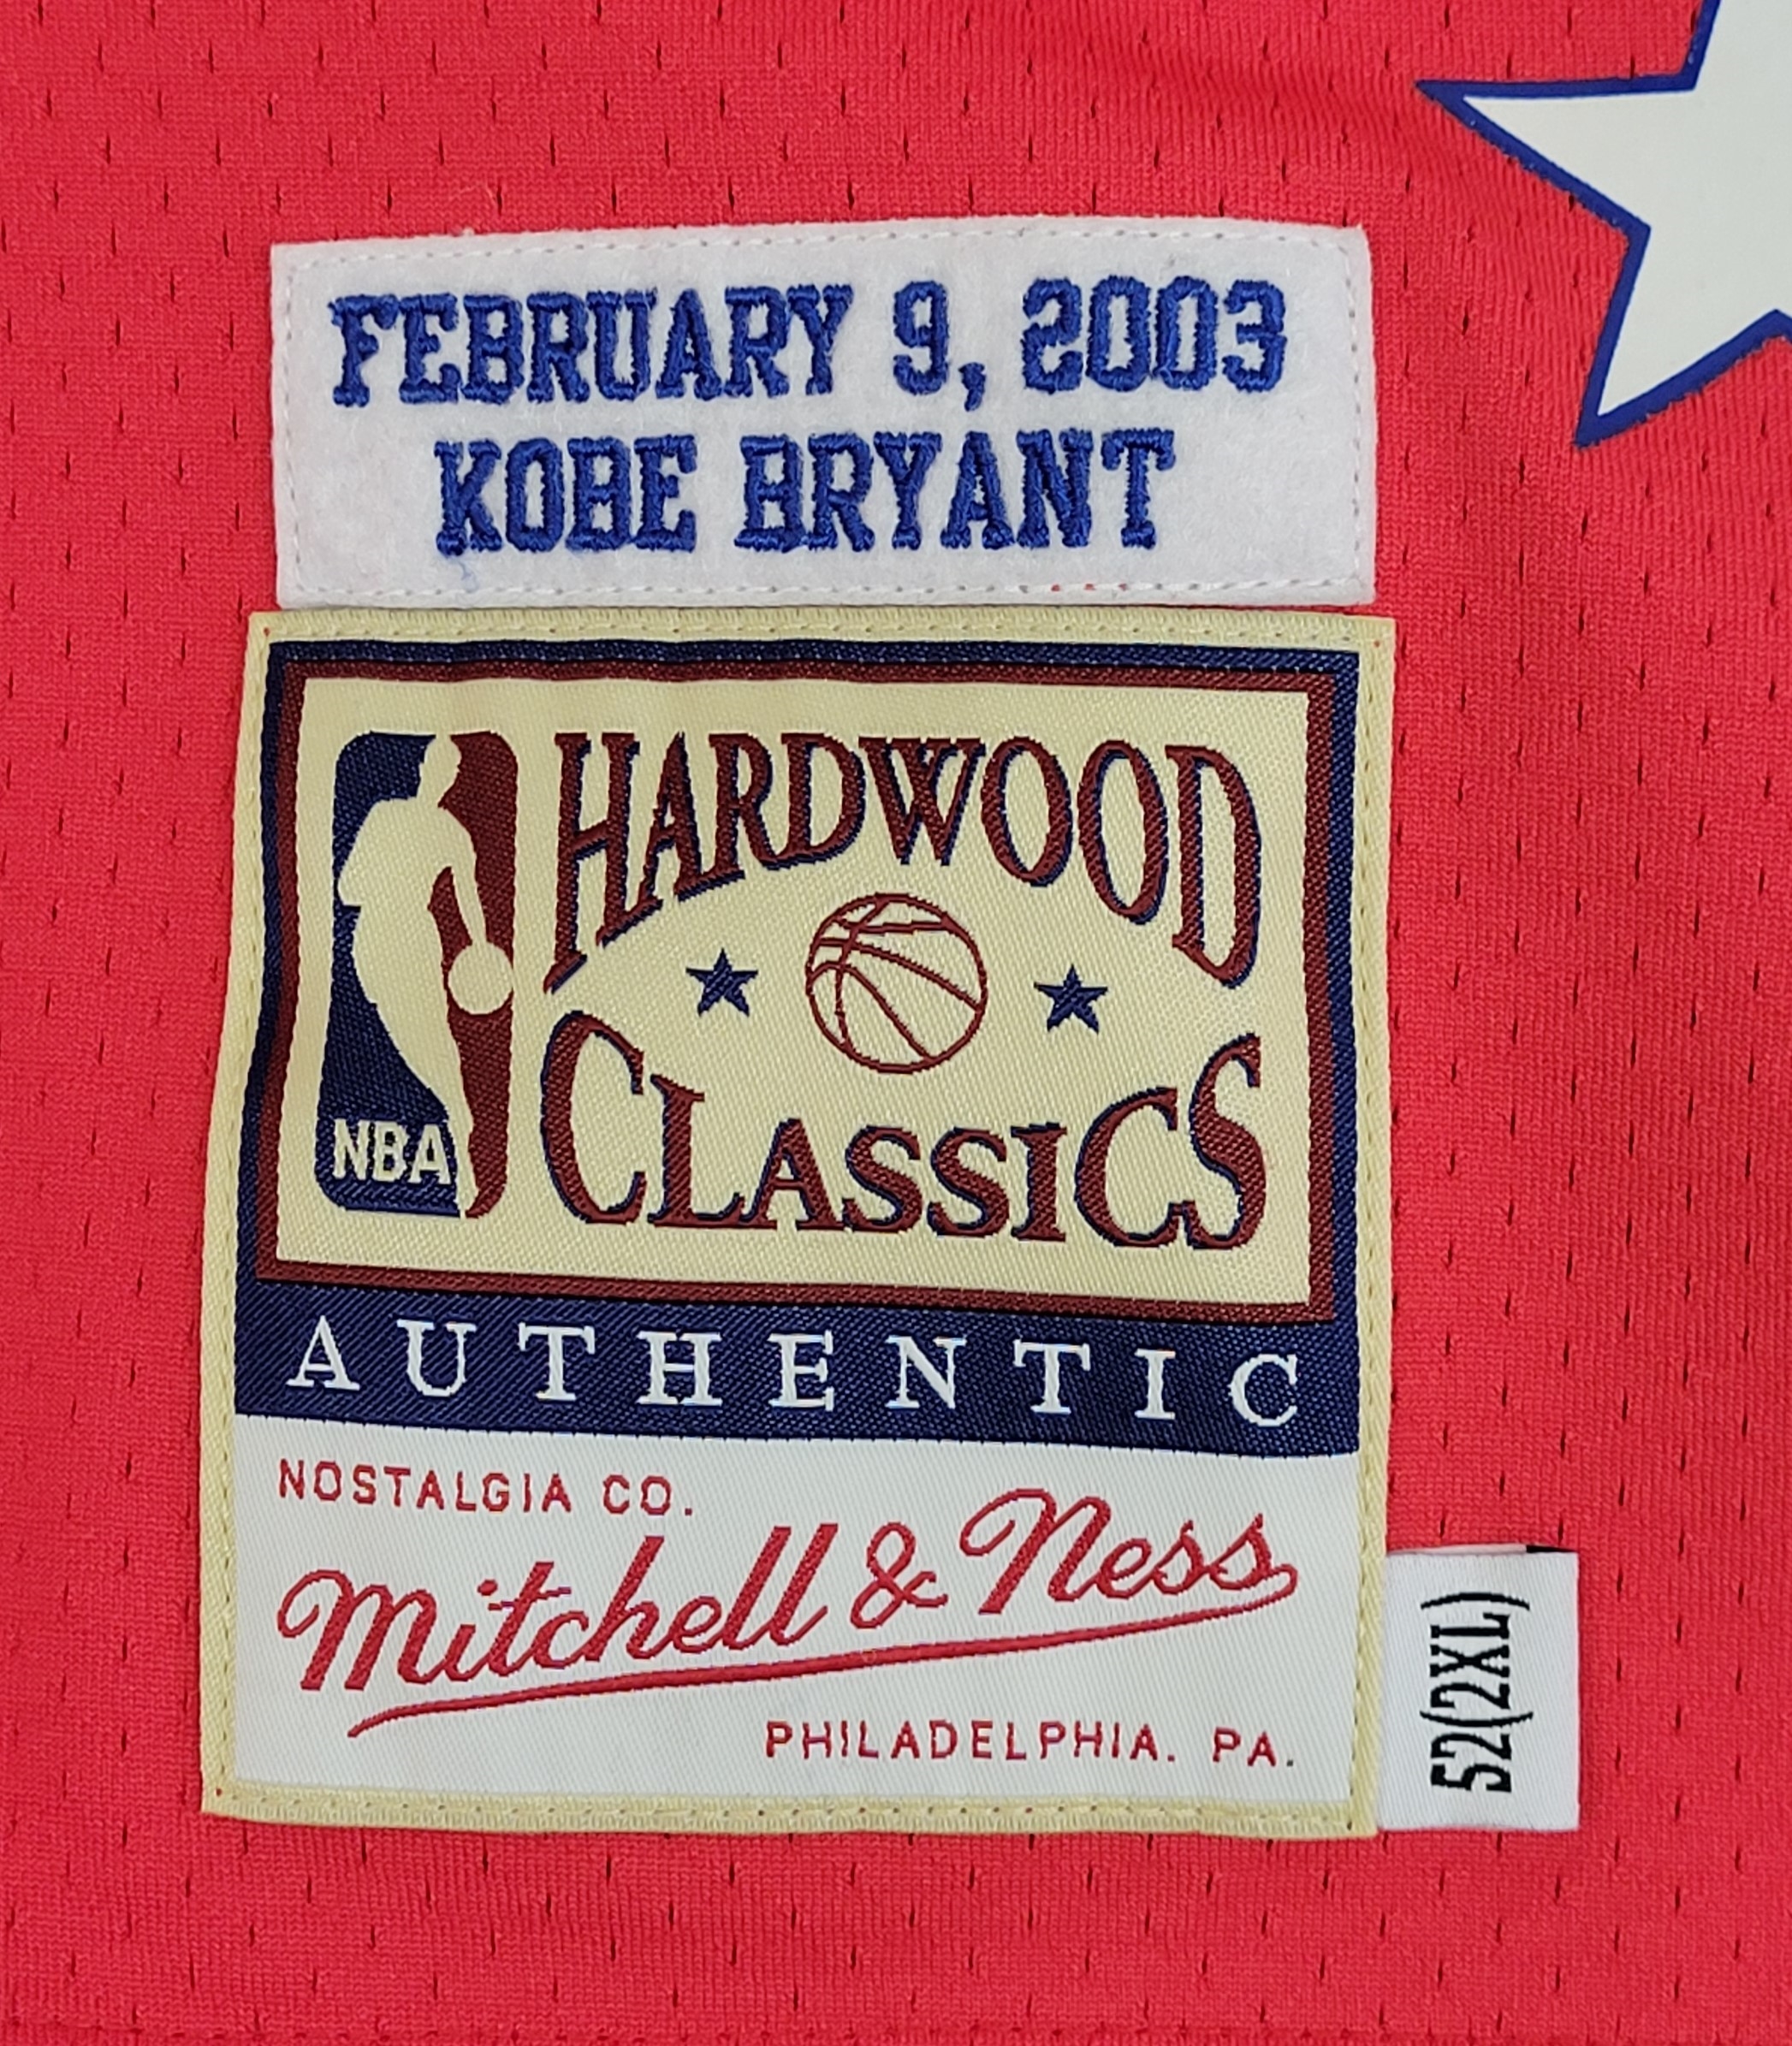 FEBRUARY 9, 2003
KOBE BRYANT
HARDWOOD
CLASSICS
NBA
AUTHENTIC
NOSTALGIA CO.
Mitchell & Ness
PHILADELPHIA. PA.
52(2XL)